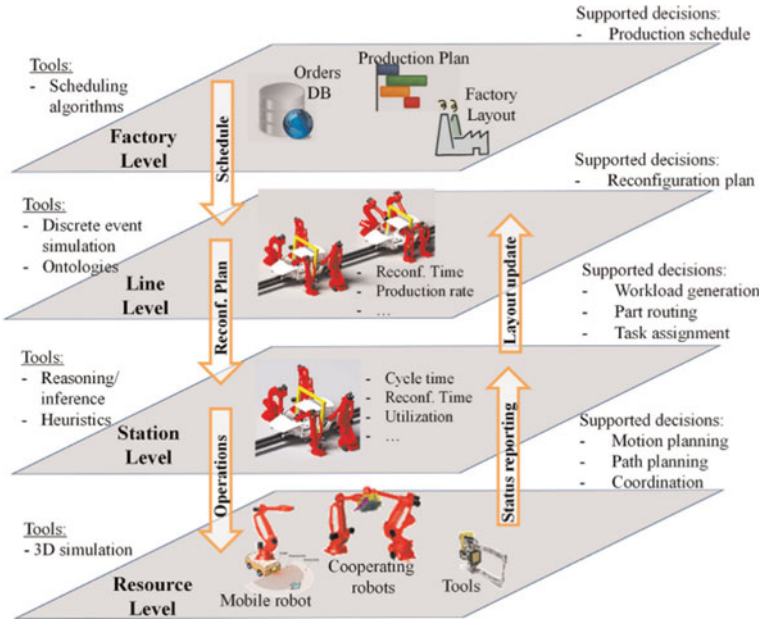 Supported decisions:
- Production schedule
Tools:
- Scheduling
algorithms
Orders
DB
Production Plan
Factory
Layout
Factory
Level
Schedule
Supported decisions:
- Reconfiguration plan
Tools:
- Discrete event
simulation
- Ontologies
Line
Level
Reconf. Plan
- Reconf. Time
- Production rate
- ...
Layout update
Supported decisions:
- Workload generation
- Part routing
- Task assignment
Tools:
- Reasoning/
inference
- Heuristics
Station
Level
Operations
- Cycle time
- Reconf. Time
- Utilization
- ...
Status reporting
Supported decisions:
- Motion planning
- Path planning
- Coordination
Tools:
- 3D simulation
Resource
Level
Mobile robot
Cooperating
robots
Tools